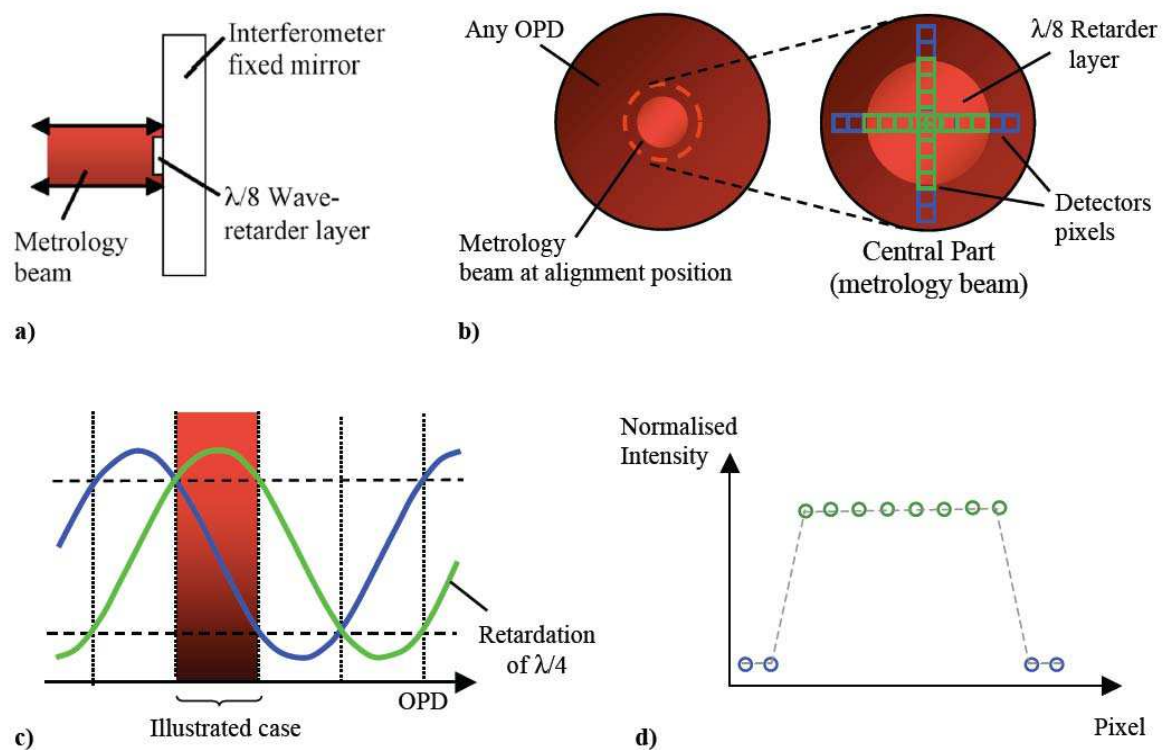 Interferometer
fixed mirror
λ/8 Wave-
retarder layer
Metrology
beam
a)
Any OPD
Metrology
beam at alignment position
λ/8 Retarder
layer
Detectors
pixels
Central Part
(metrology beam)
b)
Retardation
of λ/4
OPD
Illustrated case
c)
Normalised
Intensity
Pixel
d)